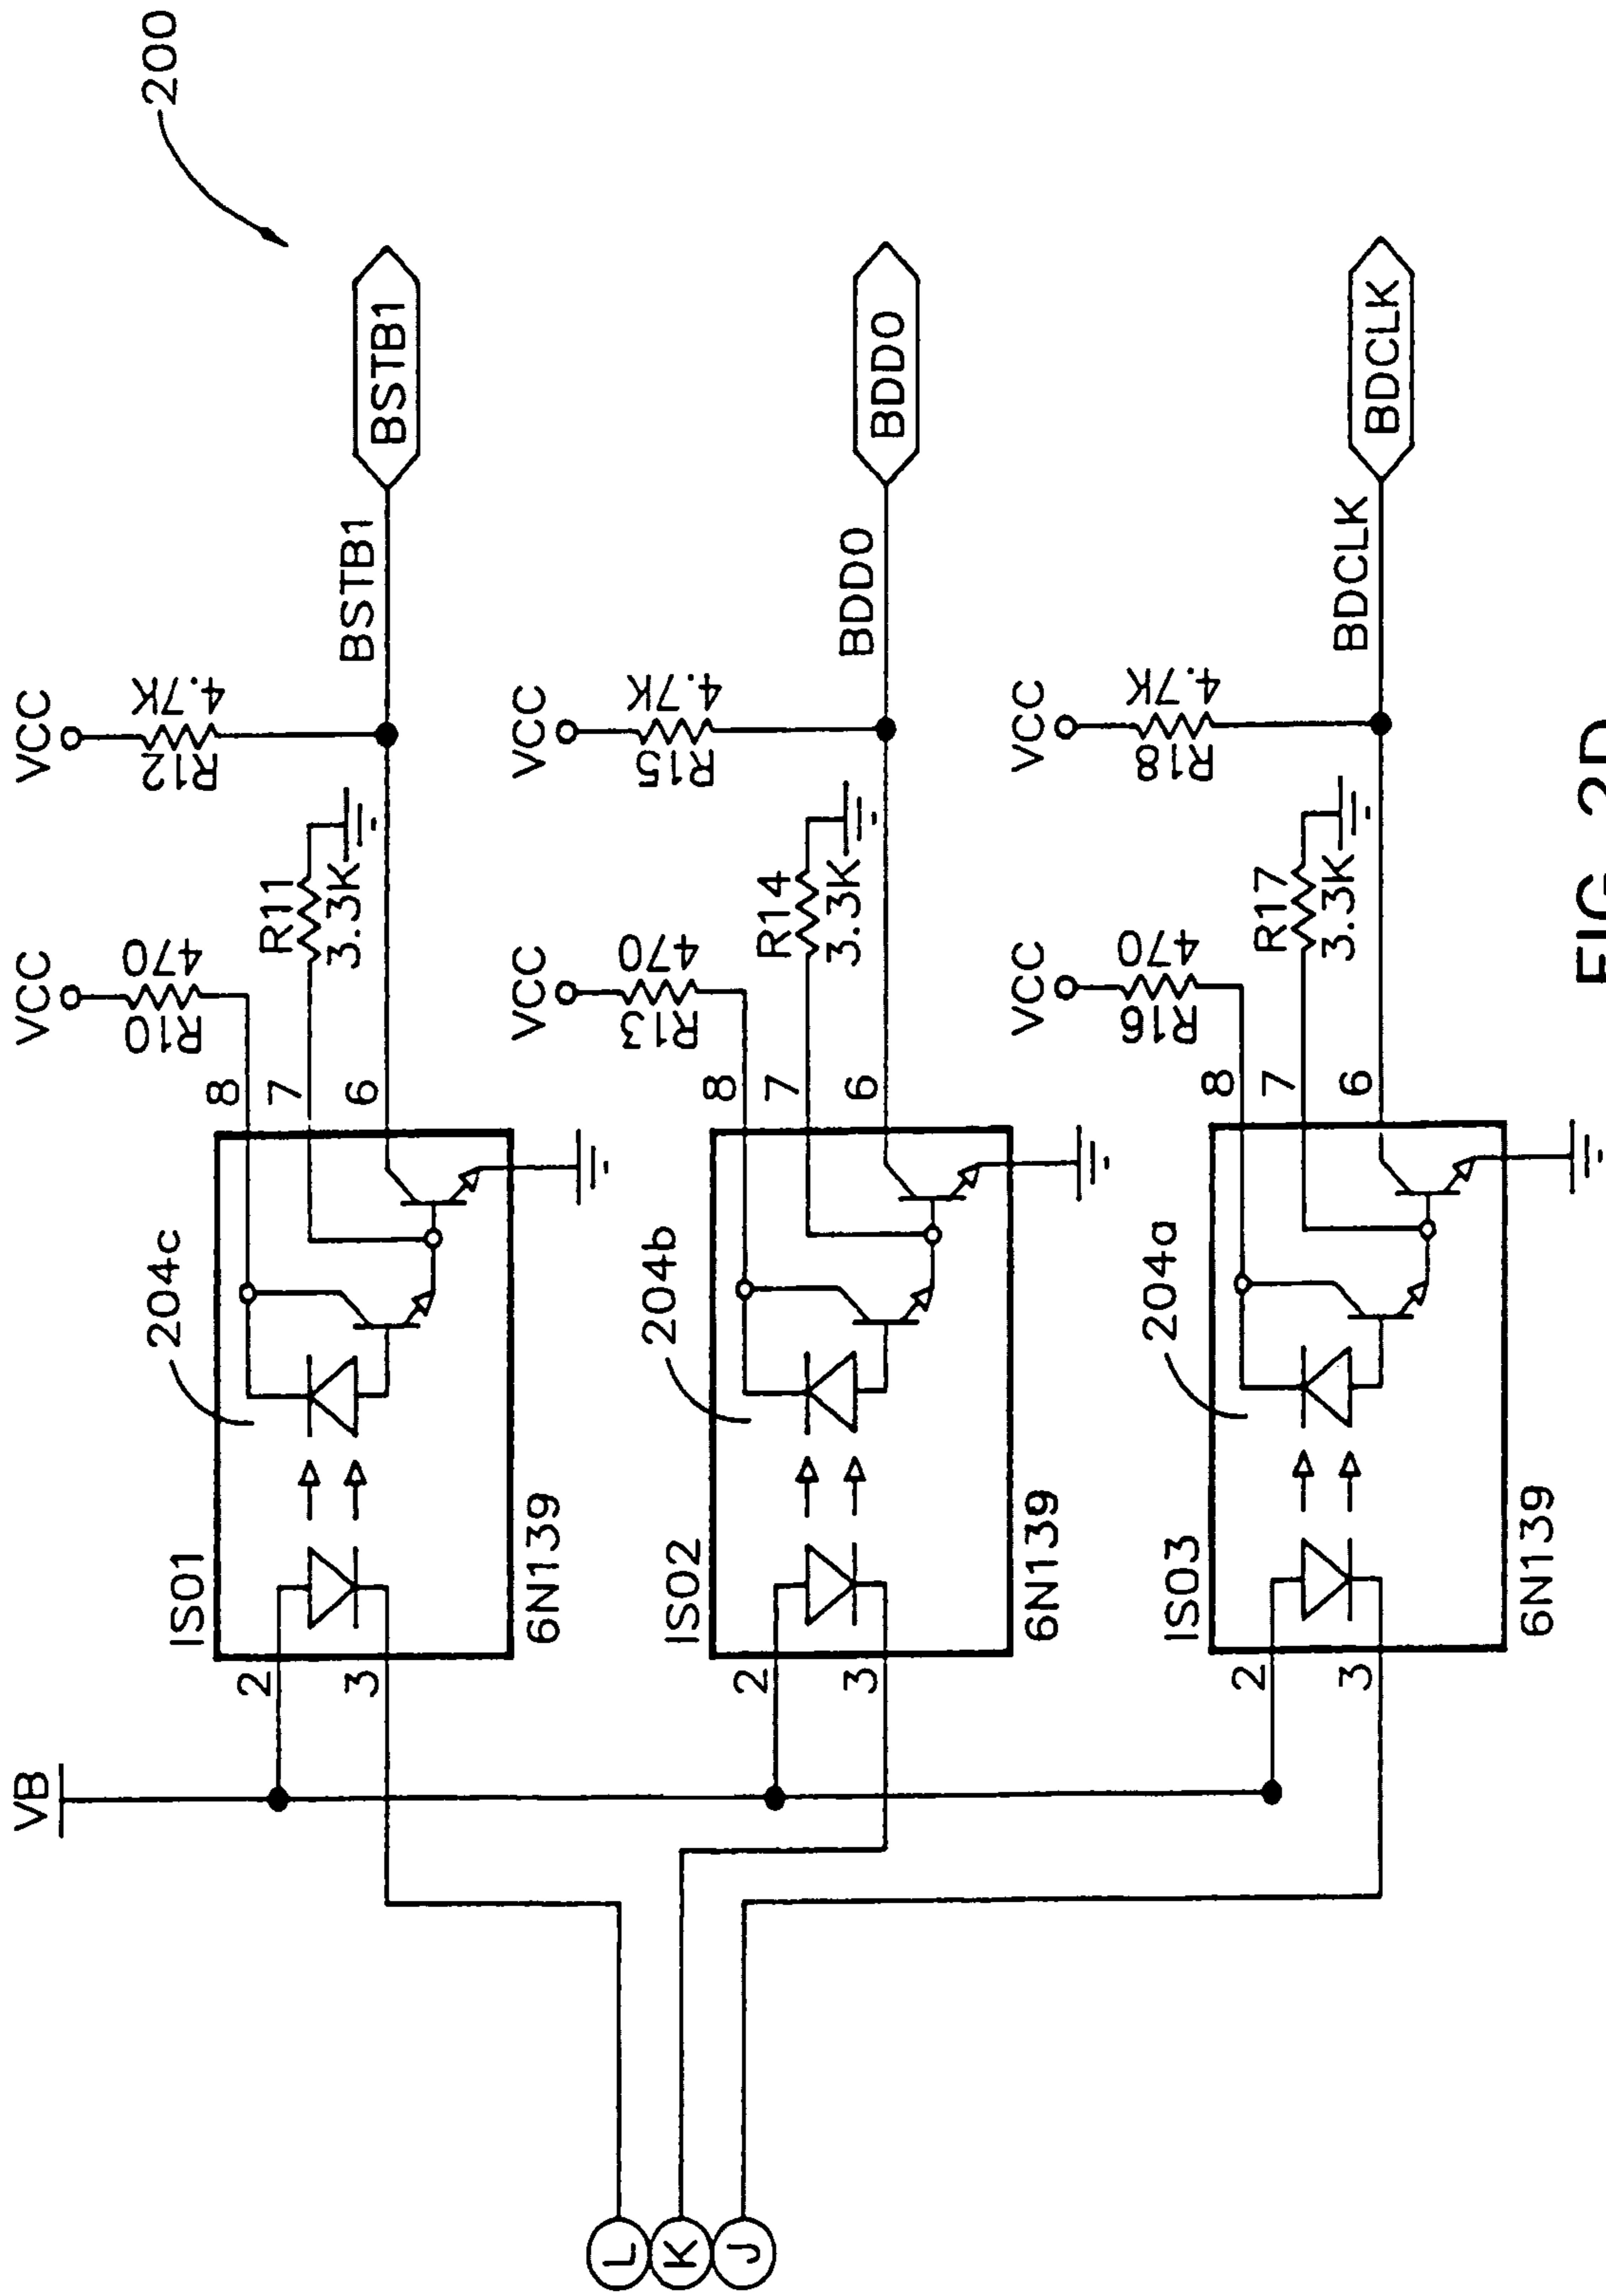 200
VB
VCC
470
R10
VCC
4.7K
R12
IS01
204c
2
3
8
7
6
R11
3.3K
6N139
BSTB1
BSTB1
VCC
470
R13
VCC
4.7K
R15
IS02
204b
2
3
8
7
6
R14
3.3K
6N139
BDD0
BDD0
VCC
470
R16
VCC
4.7K
R18
IS03
204a
2
3
8
7
6
R17
3.3K
6N139
BDCLK
BDCLK
L
K
J
FIG. 2D